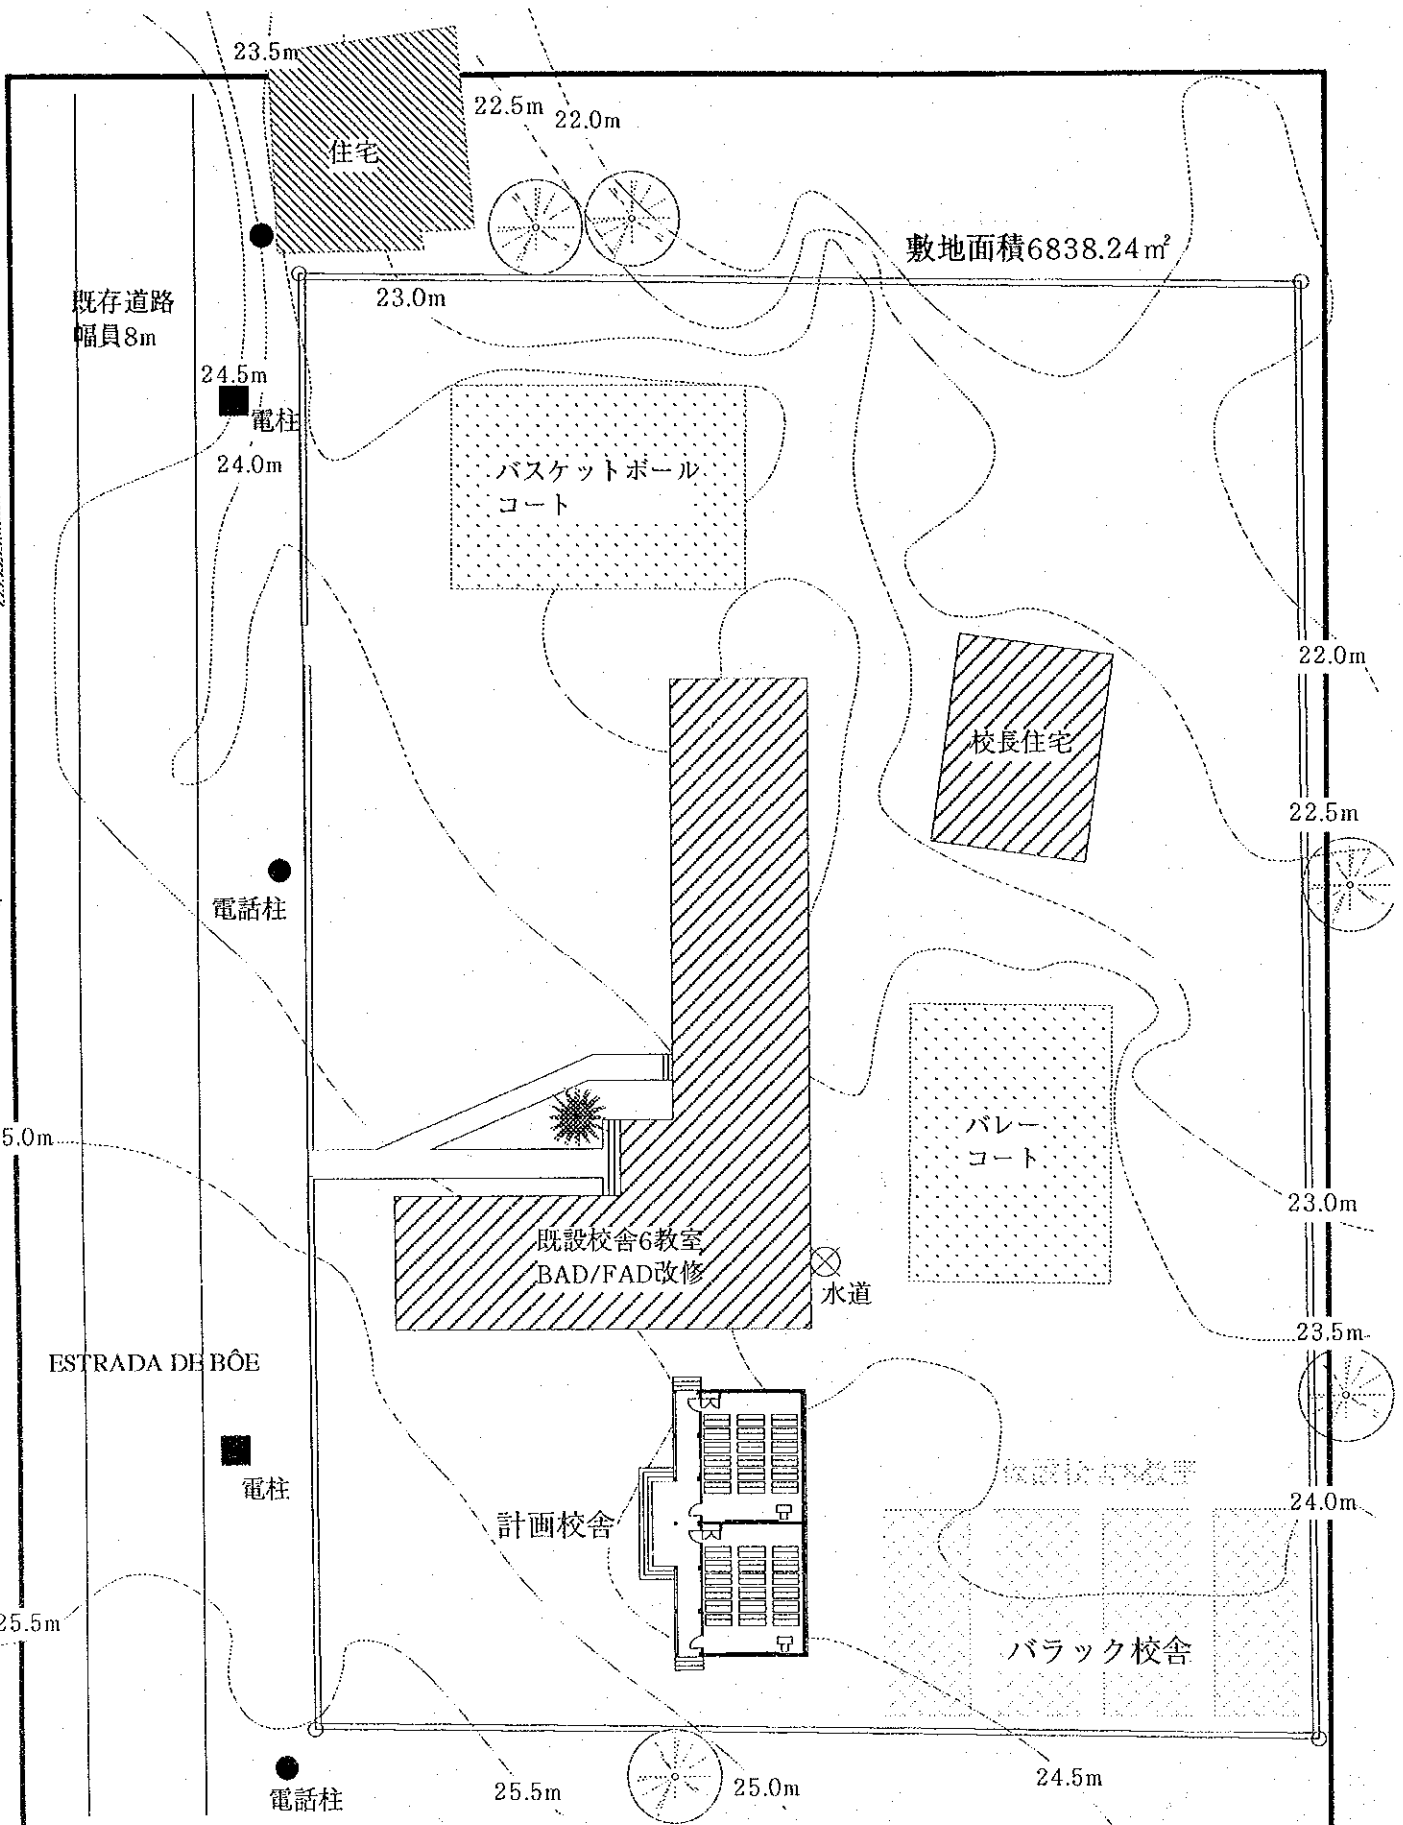 23.5m
22.5m
22.0m
住宅
敷地面積6838.24㎡
23.0m
既存道路
幅員8m
24.5m
電柱
24.0m
バスケットボール
コート
22.0m
校長住宅
22.5m
電話柱
バレー
コート
5.0m
23.0m
既設校舎6教室
BAD/FAD改修
水道
23.5m
ESTRADA DE BÔE
電柱
計画校舎
24.0m
25.5m
バラック校舎
電話柱
25.5m
25.0m
24.5m